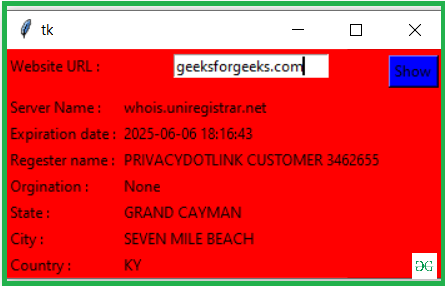 tk
Website URL : geeksforgeeks.com Show
Server Name : whois.uniregistrar.net
Expiration date : 2025-06-06 18:16:43
Regester name : PRIVACYDOTLINK CUSTOMER 3462655
Orgination : None
State : GRAND CAYMAN
City : SEVEN MILE BEACH
Country : KY